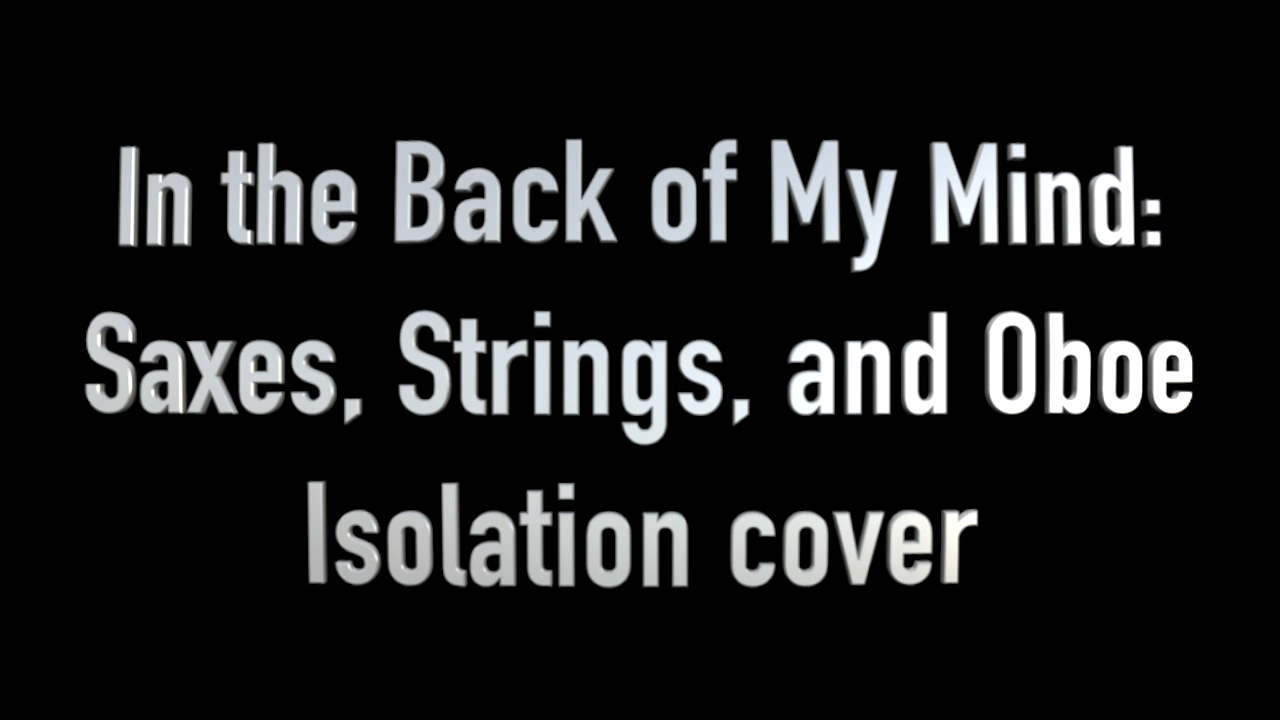 In the Back of My Mind:
Saxes, Strings, and Oboe
Isolation cover